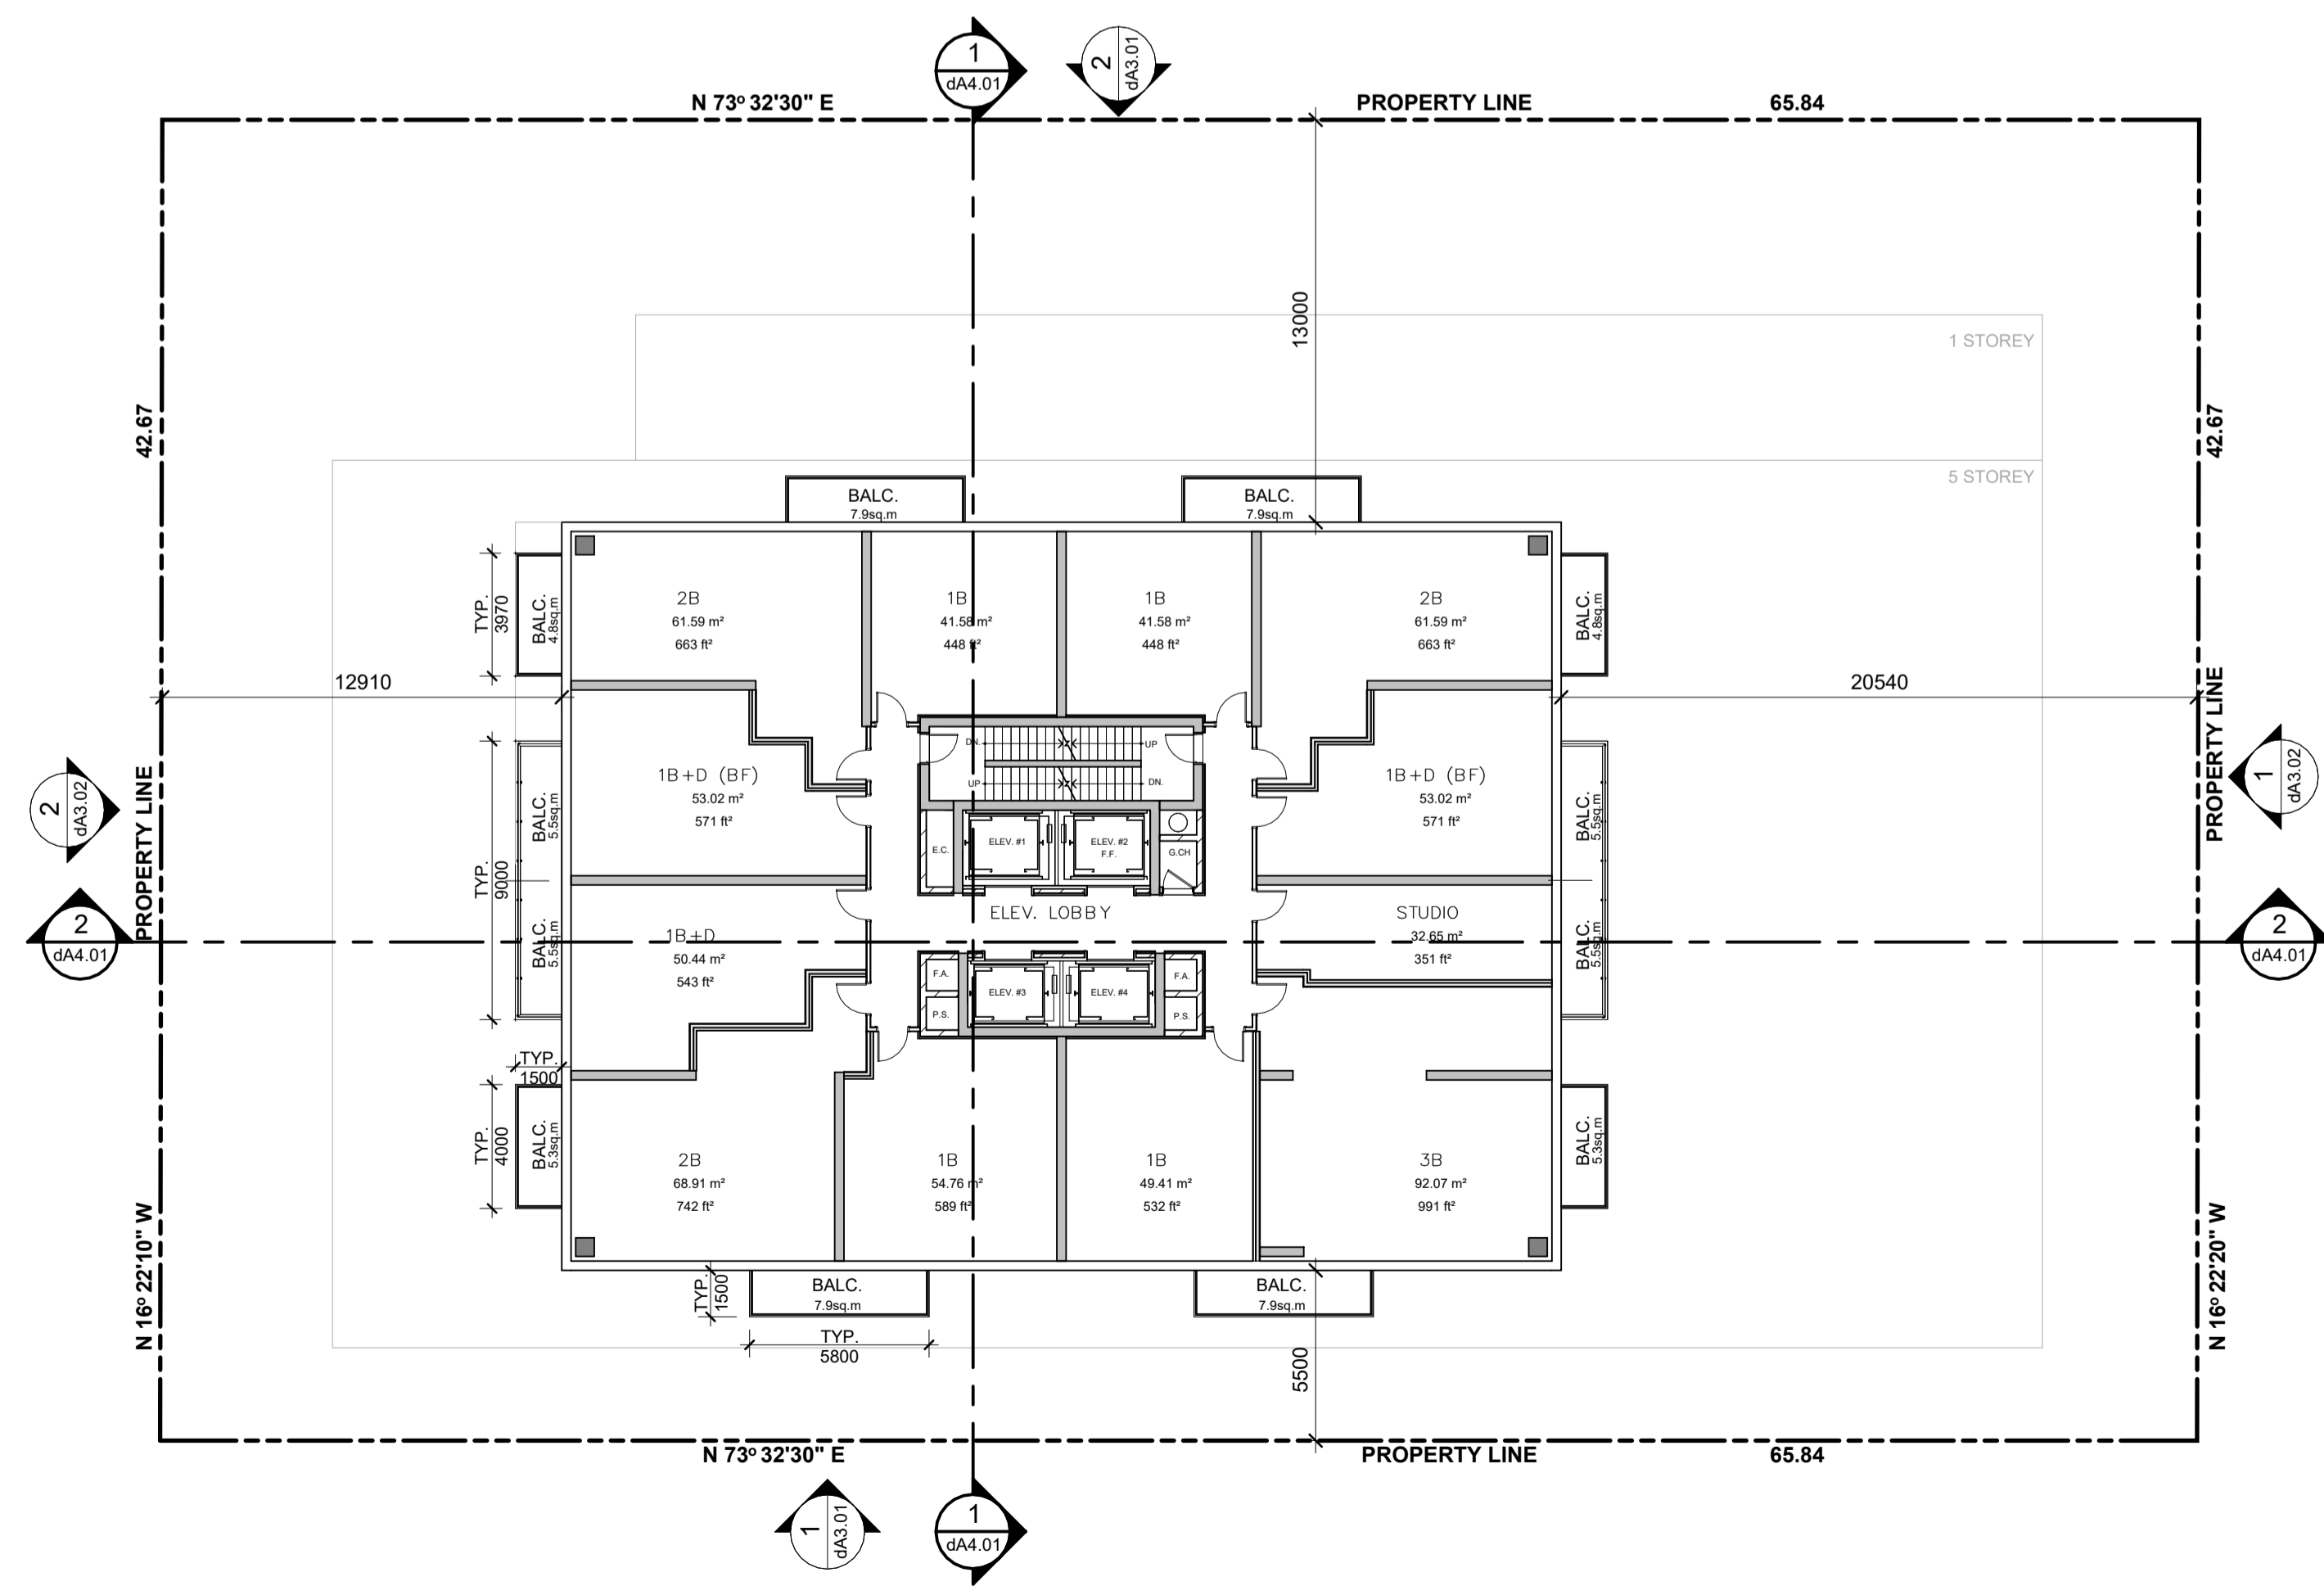 1
dA4.01
2
dA3.01
N 73º 32'30" E
PROPERTY LINE
65.84
13000
1 STOREY
5 STOREY
42.67
42.67
BALC.
7.9sq.m
BALC.
7.9sq.m
TYP.
3970
BALC.
4.8sq.m
2B
61.59 m²
663 ft²
1B
41.58 m²
448 ft²
1B
41.58 m²
448 ft²
2B
61.59 m²
663 ft²
BALC.
4.8sq.m
12910
20540
PROPERTY LINE
PROPERTY LINE
2
dA3.02
1
dA3.02
DN.
UP
UP
DN.
1B+D (BF)
53.02 m²
571 ft²
1B+D (BF)
53.02 m²
571 ft²
TYP.
9000
BALC.
5.5sq.m
BALC.
5.5sq.m
E.C.
ELEV. #1
ELEV. #2
F.F.
G.CH
ELEV. LOBBY
2
dA4.01
BALC.
5.5sq.m
1B+D
50.44 m²
543 ft²
STUDIO
32.65 m²
351 ft²
BALC.
5.5sq.m
2
dA4.01
F.A.
P.S.
ELEV. #3
ELEV. #4
F.A.
P.S.
TYP.
1500
TYP.
4000
BALC.
5.3sq.m
2B
68.91 m²
742 ft²
1B
54.76 m²
589 ft²
1B
49.41 m²
532 ft²
3B
92.07 m²
991 ft²
BALC.
5.3sq.m
N 16º 22'10" W
N 16º 22'20" W
TYP.
1500
BALC.
7.9sq.m
BALC.
7.9sq.m
TYP.
5800
5500
N 73º 32'30" E
PROPERTY LINE
65.84
1
dA3.01
1
dA4.01